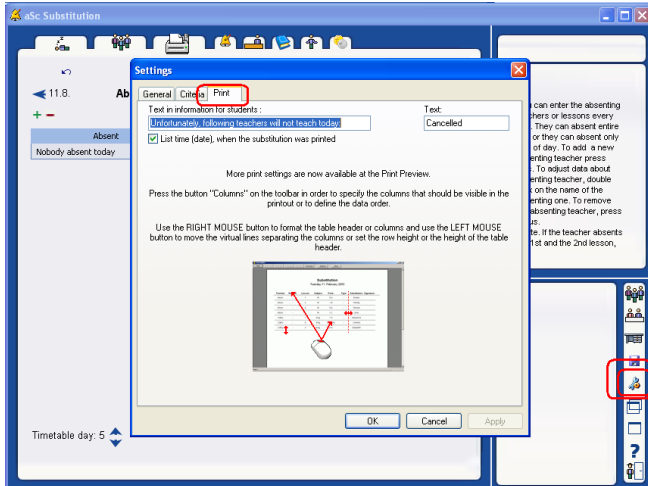 aSc Substitution
11.8.
Ab
Absent
Nobody absent today
Timetable day: 5
Settings
General
Criteria
Print
Text in information for students :
Text:
Unfortunately, following teachers will not teach today:
Cancelled
List time (date), when the substitution was printed
More print settings are now available at the Print Preview.
Press the button "Columns" on the toolbar in order to specify the columns that should be visible in the
printout or to define the data order.
Use the RIGHT MOUSE button to format the table header or columns and use the LEFT MOUSE
button to move the virtual lines separating the columns or set the row height or the height of the table
header.
Substitution
OK
Cancel
Apply
can enter the absenting
chers or lessons every
. They can absent entire
or they can absent only
of day. To add a new
enting teacher press
. To adjust data about
enting teacher, double
on the name of the
enting one. To remove
absenting teacher, press
us.
te. If the teacher absents
1st and the 2nd lesson,